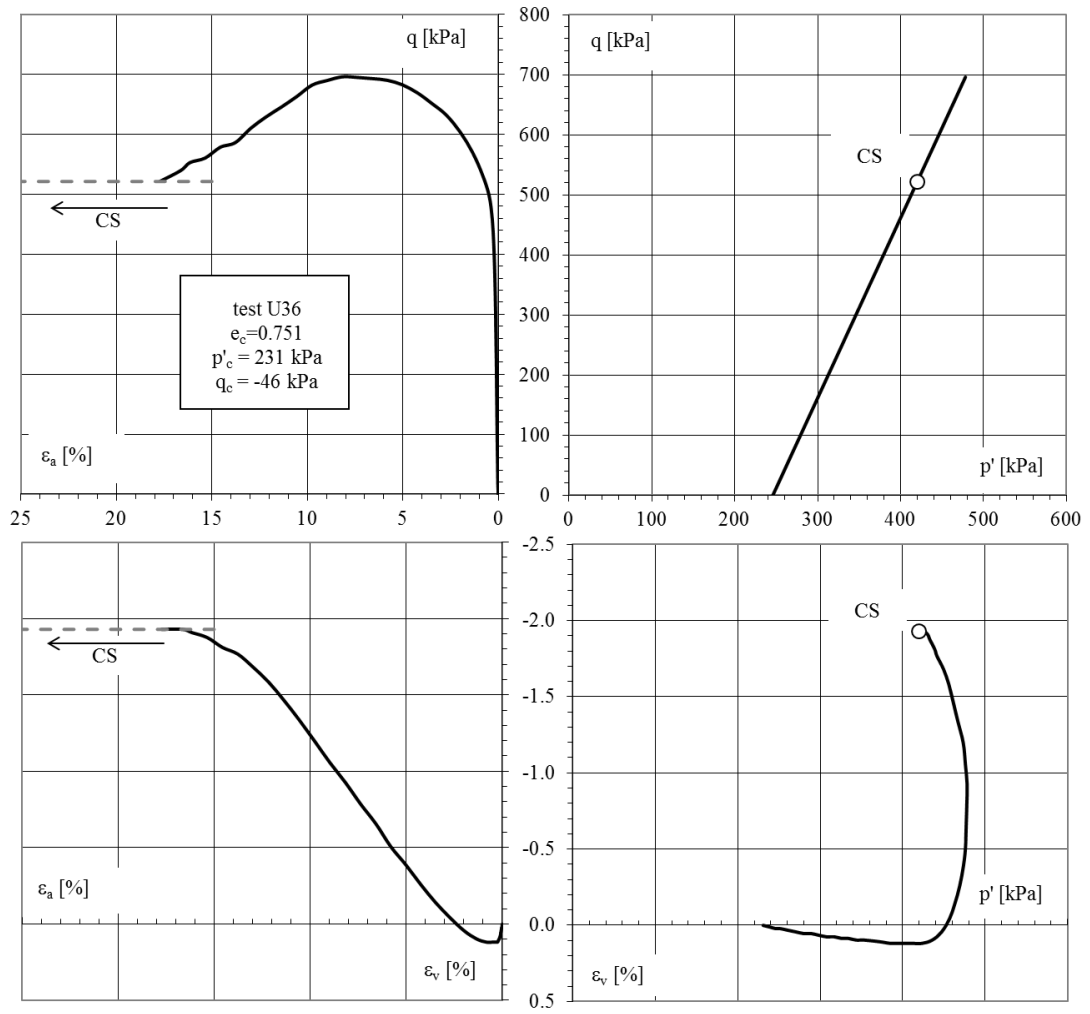 q [kPa]
CS
test U36
e_c=0.751
p'_c = 231 kPa
q_c = -46 kPa
ε_a [%]
25 20 15 10 5 0
800
700
600
500
400
300
200
100
0
q [kPa]
CS
p' [kPa]
0 100 200 300 400 500 600
CS
ε_a [%]
ε_v [%]
-2.5
-2.0
-1.5
-1.0
-0.5
0.0
0.5
CS
p' [kPa]
ε_v [%]